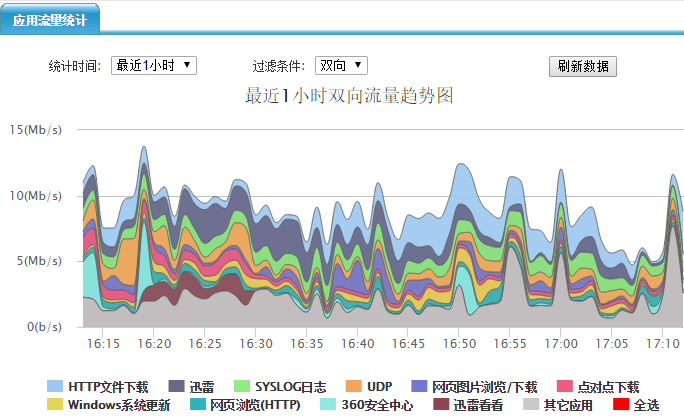 应用流量统计
统计时间: 最近1小时 过滤条件: 双向 刷新数据
最近1小时双向流量趋势图
15(Mb/s)
10(Mb/s)
5(Mb/s)
0(b/s)
16:15 16:20 16:25 16:30 16:35 16:40 16:45 16:50 16:55 17:00 17:05 17:10
HTTP文件下载 迅雷 SYSLOG日志 UDP 网页图片浏览/下载 点对点下载
Windows系统更新 网页浏览(HTTP) 360安全中心 迅雷看看 其它应用 全选